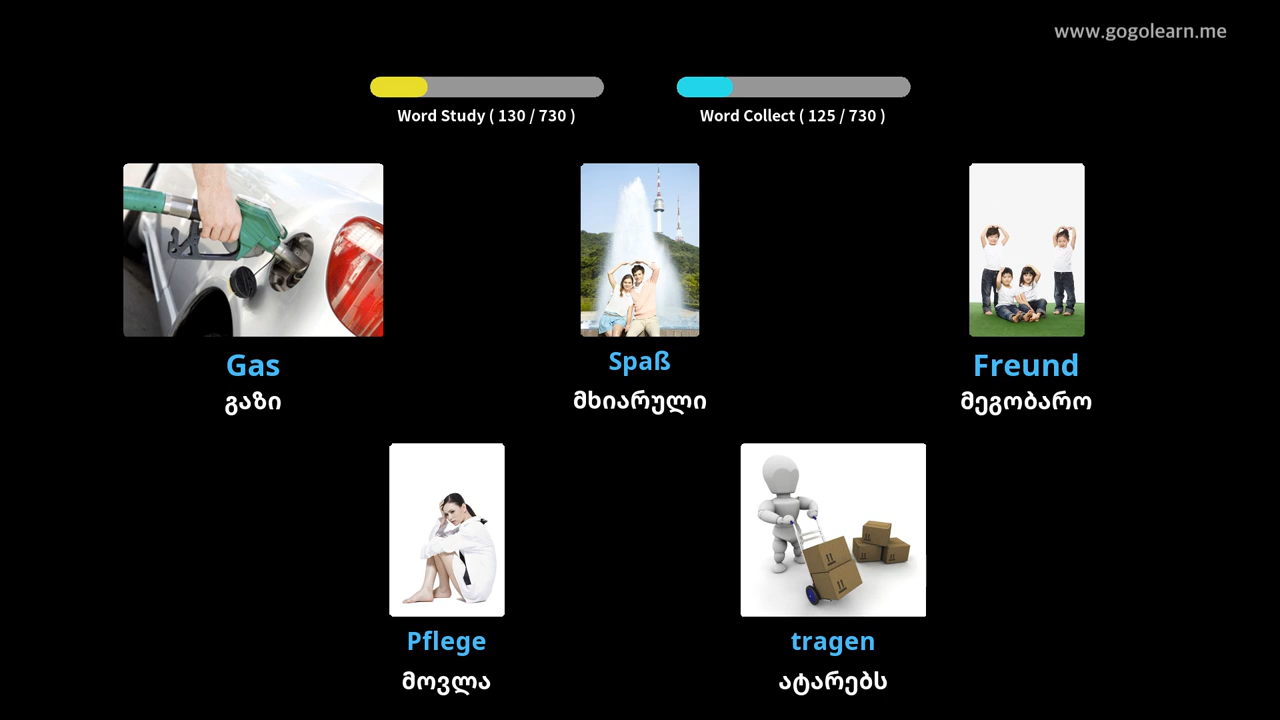 www.gogolearn.me
Word Study ( 130 / 730 )
Word Collect ( 125 / 730 )
Gas
გაზი
Spaß
მხიარული
Freund
მეგობარო
Pflege
მოვლა
tragen
ატარებს